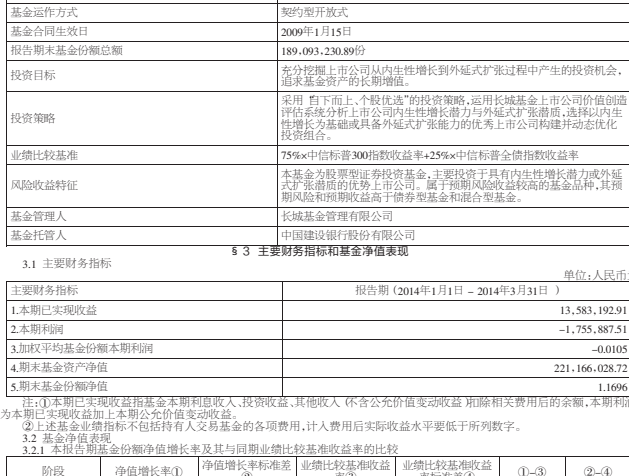 基金运作方式 契约型开放式
基金合同生效日 2009年1月15日
报告期末基金份额总额 189,093,230.89份
投资目标 充分挖掘上市公司从内生性增长到外延式扩张过程中产生的投资机会,
追求基金资产的长期增值。
投资策略 采用“自下而上、个股优选”的投资策略,运用长城基金上市公司价值创造
评估系统分析上市公司内生性增长潜力与外延式扩张潜质,选择以内生
性增长为基础或具备外延式扩张能力的优秀上市公司构建并动态优化
投资组合。
业绩比较基准 75%×中信标普300指数收益率+25%×中信标普全债指数收益率
风险收益特征 本基金为股票型证券投资基金,主要投资于具有内生性增长潜力或外延
式扩张潜质的优势上市公司。属于预期风险收益较高的基金品种,其预
期风险和预期收益高于债券型基金和混合型基金。
基金管理人 长城基金管理有限公司
基金托管人 中国建设银行股份有限公司
§3 主要财务指标和基金净值表现
3.1 主要财务指标
单位:人民币
主要财务指标 报告期(2014年1月1日 - 2014年3月31日 )
1.本期已实现收益 13,583,192.91
2.本期利润 -1,755,887.51
3.加权平均基金份额本期利润 -0.0105
4.期末基金资产净值 221,166,028.72
5.期末基金份额净值 1.1696
注:①本期已实现收益指基金本期利息收入、投资收益、其他收入(不含公允价值变动收益)扣除相关费用后的余额,本期利润
为本期已实现收益加上本期公允价值变动收益。
②上述基金业绩指标不包括持有人交易基金的各项费用,计入费用后实际收益水平要低于所列数字。
3.2 基金净值表现
3.2.1 本报告期基金份额净值增长率及其与同期业绩比较基准收益率的比较
阶段 净值增长率① 净值增长率标准差 业绩比较基准收益 业绩比较基准收益 ①-③ ②-④